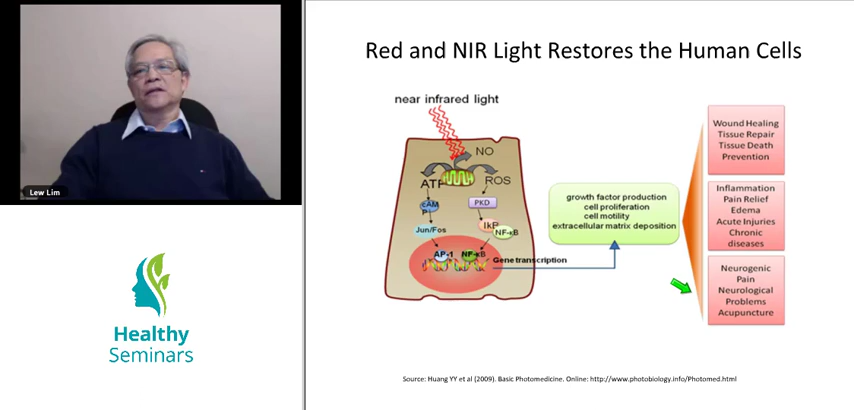 Lew Lim
Healthy
Seminars
Red and NIR Light Restores the Human Cells
near infrared light
NO
ATP
ROS
cAM
P
PKD
Jun/Fos
IkB
NF-κB
AP-1
NF-κB
Gene transcription
growth factor production
cell proliferation
cell motility
extracellular matrix deposition
Wound Healing
Tissue Repair
Tissue Death
Prevention
Inflammation
Pain Relief
Edema
Acute Injuries
Chronic
diseases
Neurogenic
Pain
Neurological
Problems
Acupuncture
Source: Huang YY et al (2009). Basic Photomedicine. Online: http://www.photobiology.info/Photomed.html